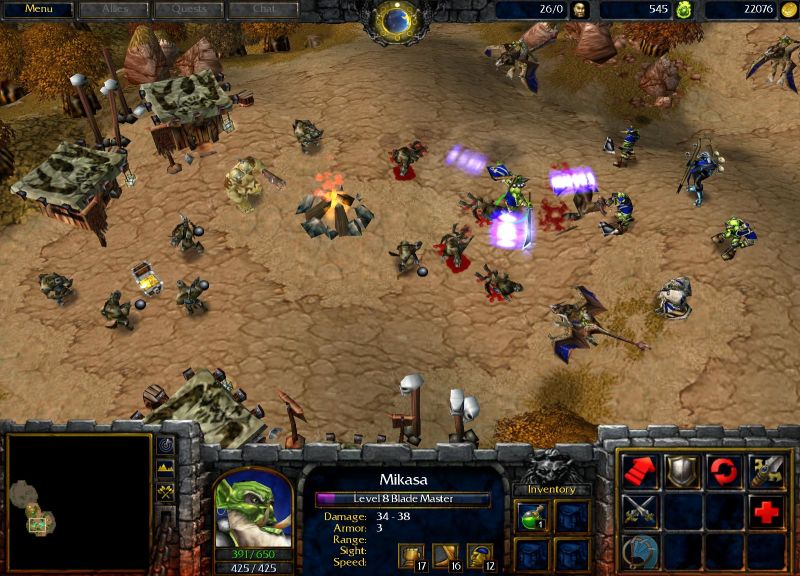 Menu
Allies
Quests
Chat
26/0
545
22076
Mikasa
Level 8 Blade Master
Damage: 34 - 38
Armor: 3
Range:
Sight:
Speed:
391/650
425/425
17
16
12
Inventory
1